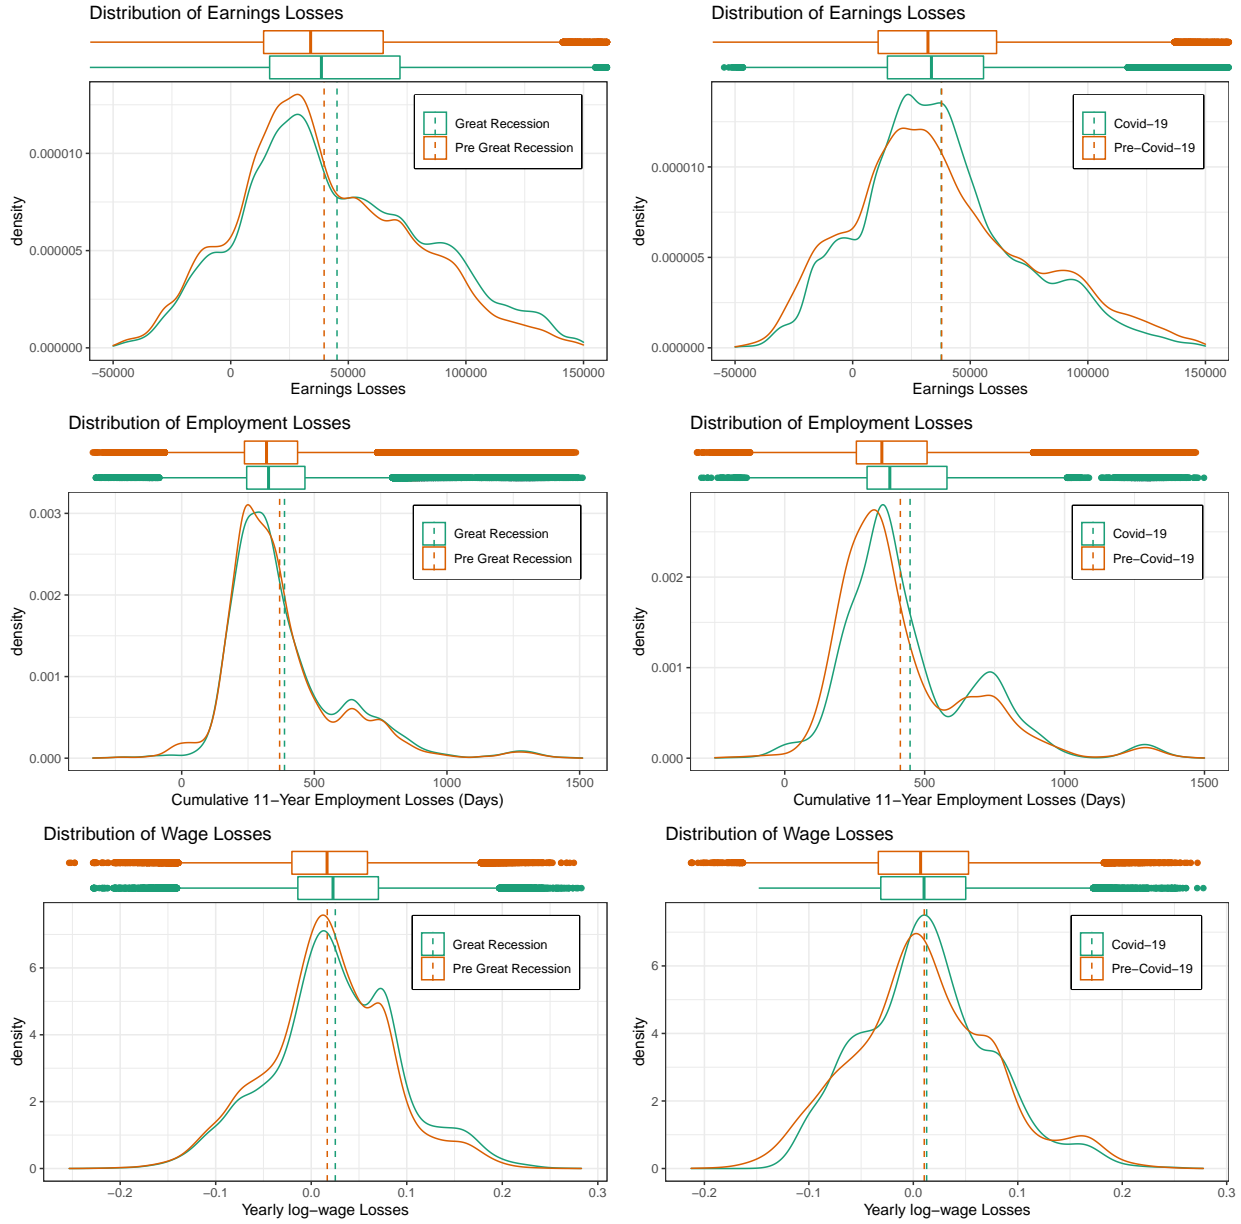 Distribution of Earnings Losses
density
0.000010
0.000005
0.000000
Great Recession
Pre Great Recession
−50000 0 50000 100000 150000
Earnings Losses
Distribution of Earnings Losses
density
0.000010
0.000005
0.000000
Covid−19
Pre−Covid−19
−50000 0 50000 100000 150000
Earnings Losses
Distribution of Employment Losses
density
0.003
0.002
0.001
0.000
Great Recession
Pre Great Recession
0 500 1000 1500
Cumulative 11−Year Employment Losses (Days)
Distribution of Employment Losses
density
0.002
0.001
0.000
Covid−19
Pre−Covid−19
0 500 1000 1500
Cumulative 11−Year Employment Losses (Days)
Distribution of Wage Losses
density
6
4
2
0
Great Recession
Pre Great Recession
−0.2 −0.1 0.0 0.1 0.2 0.3
Yearly log−wage Losses
Distribution of Wage Losses
density
6
4
2
0
Covid−19
Pre−Covid−19
−0.2 −0.1 0.0 0.1 0.2 0.3
Yearly log−wage Losses